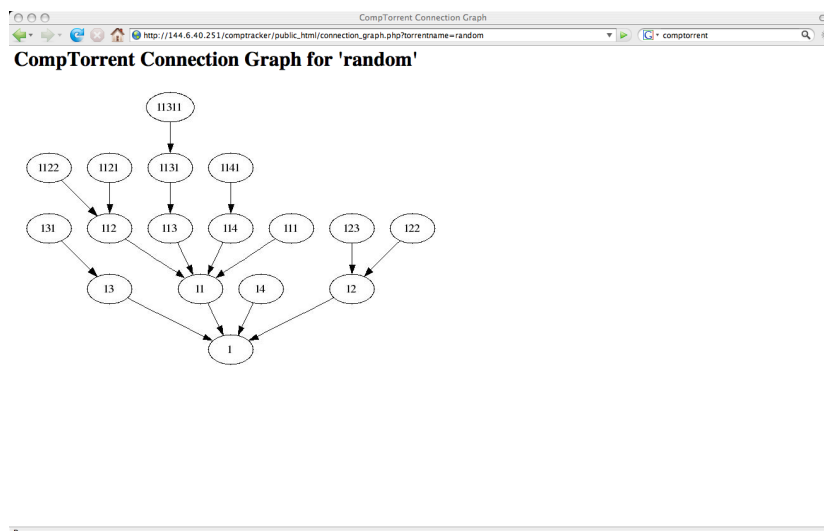 CompTorrent Connection Graph
http://144.6.40.251/comptracker/public_html/connection_graph.php?torrentname=random
comptorrent
CompTorrent Connection Graph for 'random'
11311
1122 1121 1131 1141
131 112 113 114 111 123 122
13 11 14 12
1